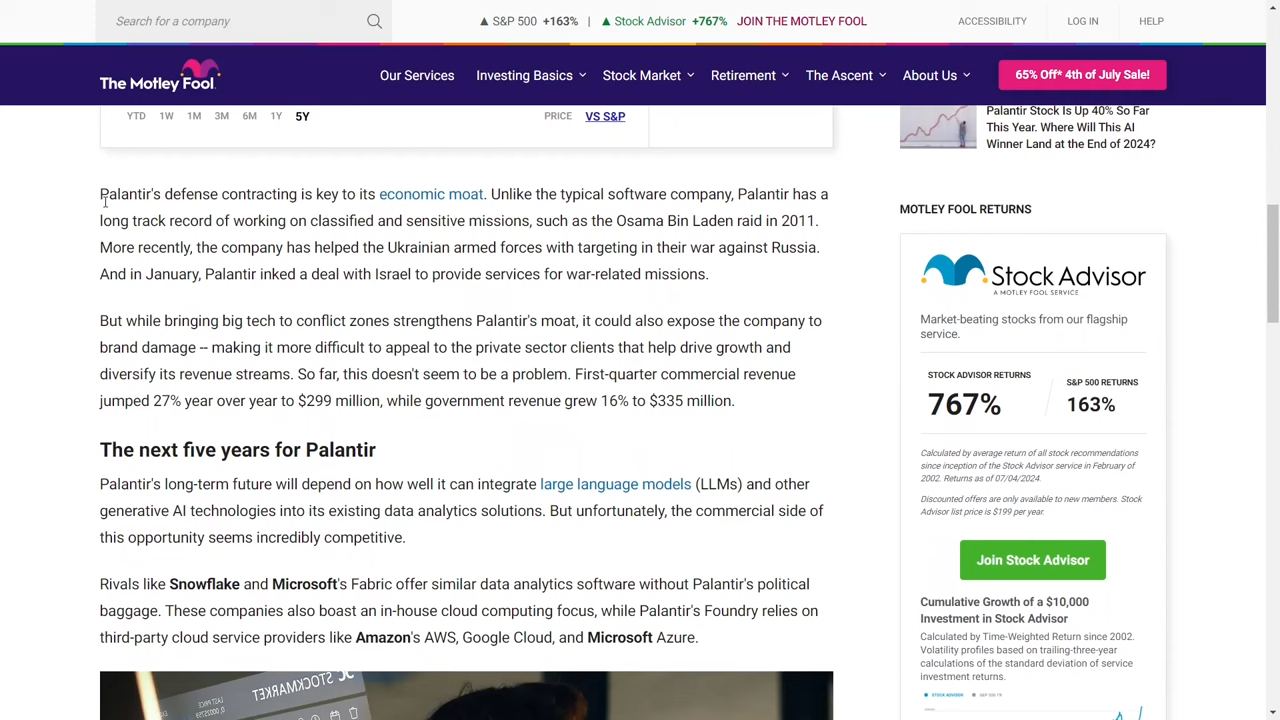 Search for a company
S&P 500 +163% | Stock Advisor +767% JOIN THE MOTLEY FOOL
ACCESSIBILITY LOG IN HELP
The Motley Fool
Our Services Investing Basics Stock Market Retirement The Ascent About Us
65% Off* 4th of July Sale!
YTD 1W 1M 3M 6M 1Y 5Y
PRICE VS S&P
Palantir's defense contracting is key to its economic moat. Unlike the typical software company, Palantir has a
long track record of working on classified and sensitive missions, such as the Osama Bin Laden raid in 2011.
More recently, the company has helped the Ukrainian armed forces with targeting in their war against Russia.
And in January, Palantir inked a deal with Israel to provide services for war-related missions.
But while bringing big tech to conflict zones strengthens Palantir's moat, it could also expose the company to
brand damage -- making it more difficult to appeal to the private sector clients that help drive growth and
diversify its revenue streams. So far, this doesn't seem to be a problem. First-quarter commercial revenue
jumped 27% year over year to $299 million, while government revenue grew 16% to $335 million.
The next five years for Palantir
Palantir's long-term future will depend on how well it can integrate large language models (LLMs) and other
generative AI technologies into its existing data analytics solutions. But unfortunately, the commercial side of
this opportunity seems incredibly competitive.
Rivals like Snowflake and Microsoft's Fabric offer similar data analytics software without Palantir's political
baggage. These companies also boast an in-house cloud computing focus, while Palantir's Foundry relies on
third-party cloud service providers like Amazon's AWS, Google Cloud, and Microsoft Azure.
STOCKMARKET
Palantir Stock Is Up 40% So Far
This Year. Where Will This AI
Winner Land at the End of 2024?
MOTLEY FOOL RETURNS
Stock Advisor
A MOTLEY FOOL SERVICE
Market-beating stocks from our flagship
service.
STOCK ADVISOR RETURNS
767%
S&P 500 RETURNS
163%
Calculated by average return of all stock recommendations
since inception of the Stock Advisor service in February of
2002. Returns as of 07/04/2024.
Discounted offers are only available to new members. Stock
Advisor list price is $199 per year.
Join Stock Advisor
Cumulative Growth of a $10,000
Investment in Stock Advisor
Calculated by Time-Weighted Return since 2002.
Volatility profiles based on trailing-three-year
calculations of the standard deviation of service
investment returns.
STOCK ADVISOR